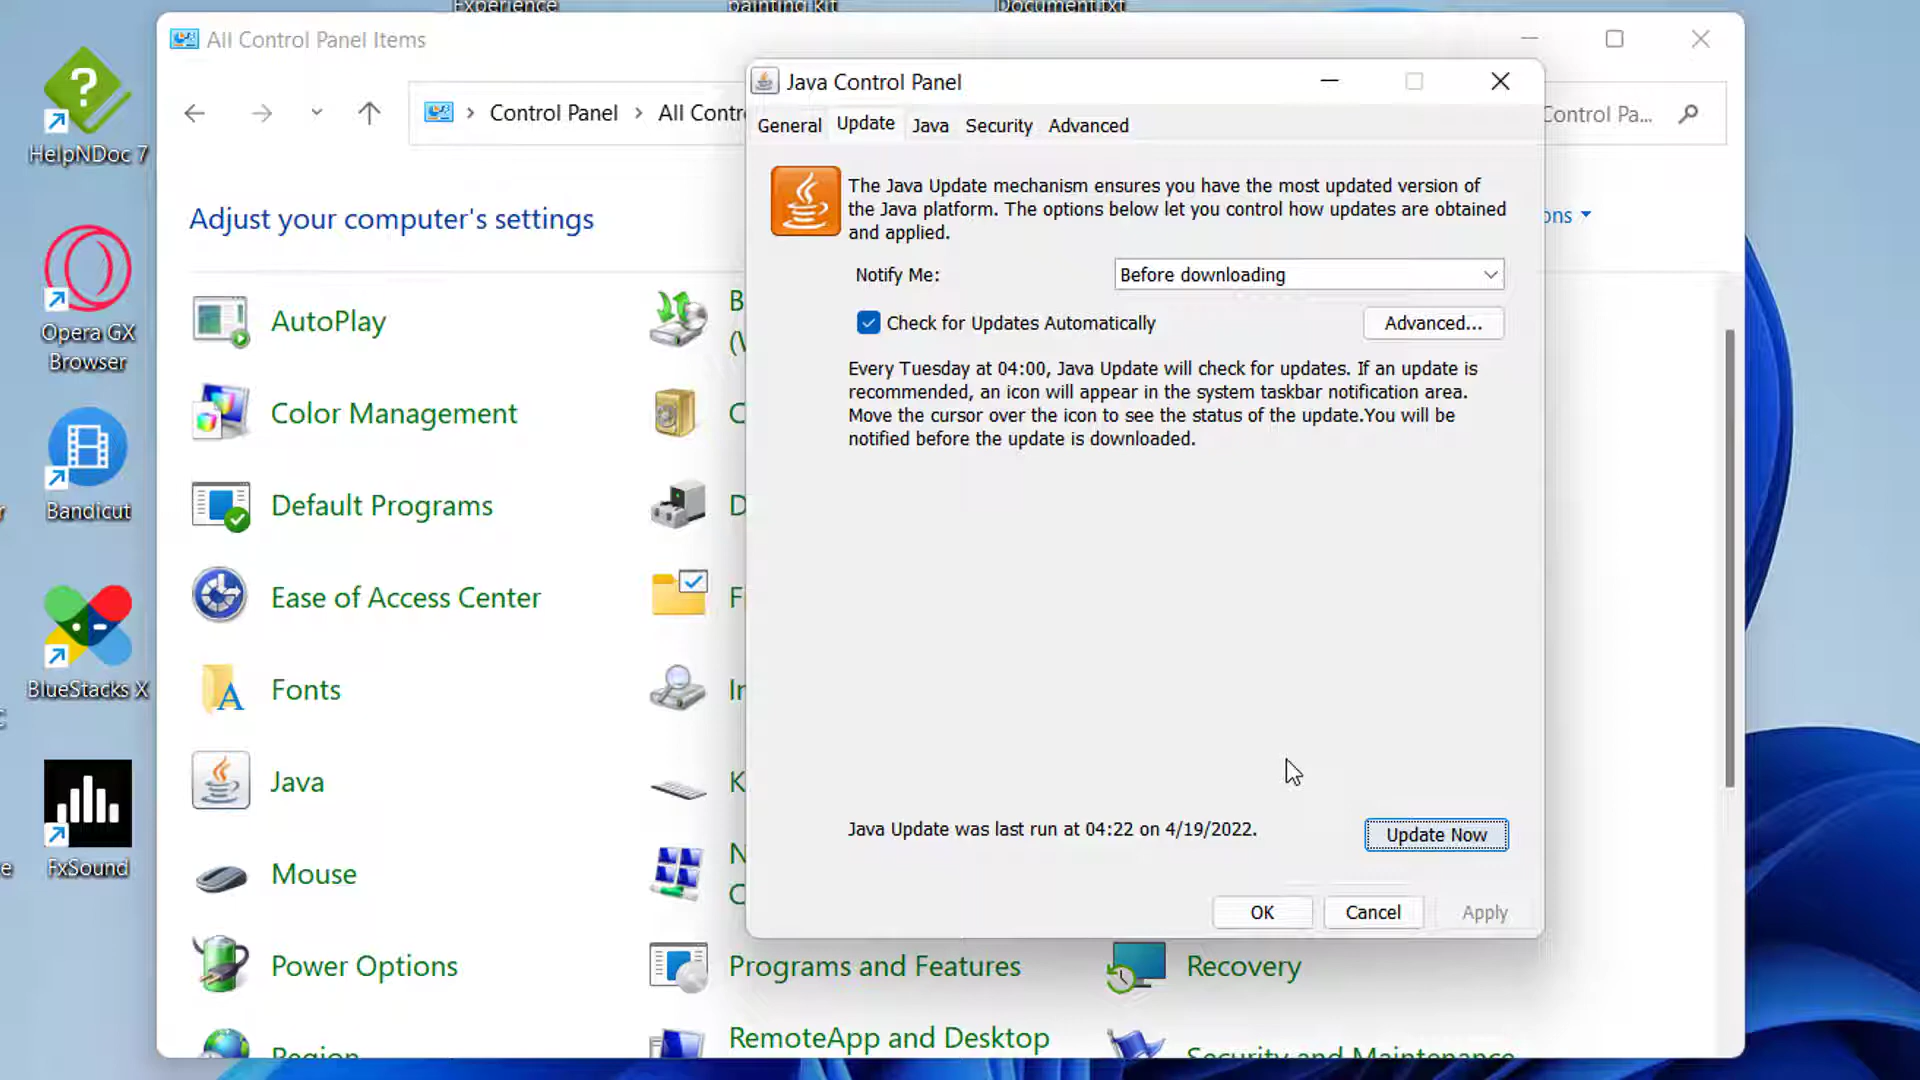 Experience
painting kit
Document.txt
All Control Panel Items
Control Panel
All Contr
Control Pa...
Adjust your computer's settings
ons
HelpNDoc 7
Opera GX
Browser
Bandicut
BlueStacks X
FxSound
AutoPlay
Color Management
Default Programs
Ease of Access Center
Fonts
Java
Mouse
Power Options
Region
Programs and Features
RemoteApp and Desktop
Recovery
Security and Maintenance
Java Control Panel
General
Update
Java
Security
Advanced
The Java Update mechanism ensures you have the most updated version of
the Java platform. The options below let you control how updates are obtained
and applied.
Notify Me:
Before downloading
Check for Updates Automatically
Advanced...
Every Tuesday at 04:00, Java Update will check for updates. If an update is
recommended, an icon will appear in the system taskbar notification area.
Move the cursor over the icon to see the status of the update.You will be
notified before the update is downloaded.
Java Update was last run at 04:22 on 4/19/2022.
Update Now
OK
Cancel
Apply